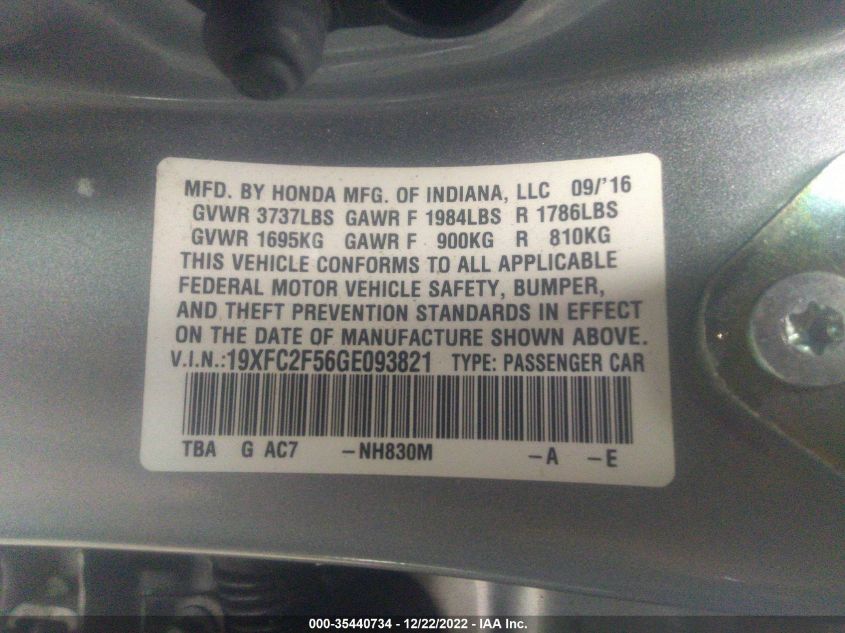 MFD. BY HONDA MFG. OF INDIANA, LLC 09/'16
GVWR 3737LBS GAWR F 1984LBS R 1786LBS
GVWR 1695KG GAWR F 900KG R 810KG
THIS VEHICLE CONFORMS TO ALL APPLICABLE
FEDERAL MOTOR VEHICLE SAFETY, BUMPER,
AND THEFT PREVENTION STANDARDS IN EFFECT
ON THE DATE OF MANUFACTURE SHOWN ABOVE.
V.I.N.:19XFC2F56GE093821 TYPE: PASSENGER CAR
TBA G AC7 -NH830M -A -E
000-35440734 - 12/22/2022 - IAA Inc.